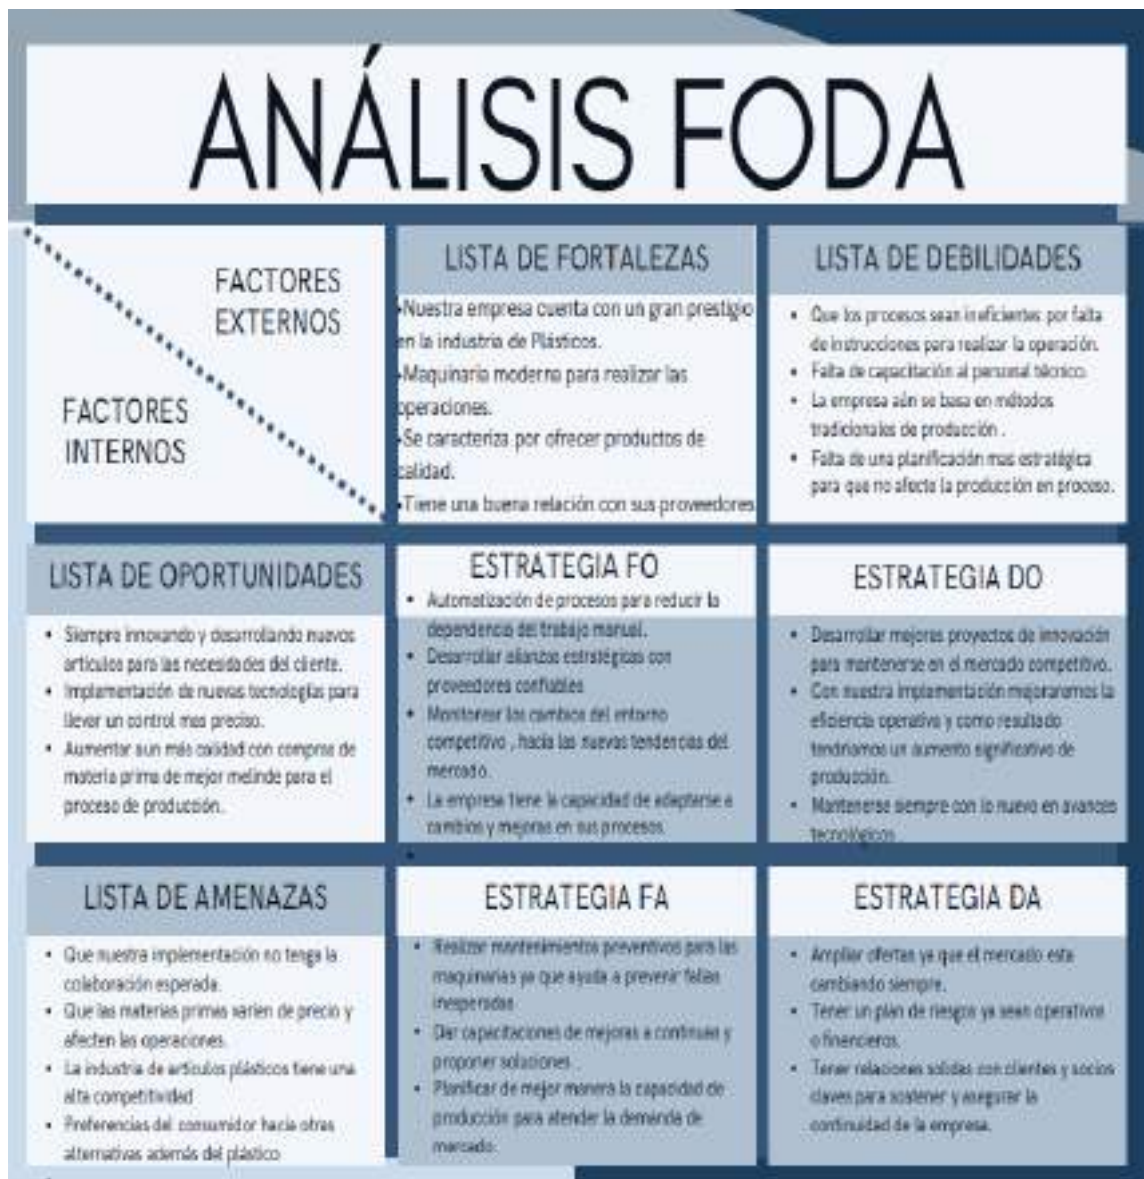 ANÁLISIS FODA
FACTORES
EXTERNOS
FACTORES
INTERNOS
LISTA DE FORTALEZAS
•Nuestra empresa cuenta con un gran prestigio
en la industria de Plásticos.
•Maquinaria moderna para realizar las
operaciones.
•Se caracteriza por ofrecer productos de
calidad.
•Tiene una buena relación con sus proveedores
LISTA DE DEBILIDADES
• Que los procesos sean ineficientes por falta
de instrucciones para realizar la operación.
• Falta de capacitación al personal técnico.
• La empresa aún se basa en métodos
tradicionales de producción .
• Falta de una planificación mas estratégica
para que no afecte la producción en proceso.
LISTA DE OPORTUNIDADES
• Siempre innovando y desarrollando nuevos
artículos para las necesidades del cliente.
• Implementación de nuevas tecnologías para
llevar un control mas preciso.
• Aumentar aun más calidad con compras de
materia prima de mejor melinde para el
proceso de producción.
ESTRATEGIA FO
• Automatización de procesos para reducir la
dependencia del trabajo manual.
• Desarrollar alianzas estratégicas con
proveedores confiables
• Monitorear los cambios del entorno
competitivo , hacia las nuevas tendencias del
mercado.
• La empresa tiene la capacidad de adaptarse a
cambios y mejoras en sus procesos.
•
ESTRATEGIA DO
• Desarrollar mejores proyectos de innovación
para mantenerse en el mercado competitivo.
• Con nuestra implementación mejoraremos la
eficiencia operativa y como resultado
tendríamos un aumento significativo de
producción.
• Mantenerse siempre con lo nuevo en avances
tecnológicos .
LISTA DE AMENAZAS
• Que nuestra implementación no tenga la
colaboración esperada.
• Que las materias primas varíen de precio y
afecten las operaciones.
• La industria de artículos plásticos tiene una
alta competitividad
• Preferencias del consumidor hacia otras
alternativas además del plástico
ESTRATEGIA FA
• Realizar mantenimientos preventivos para las
maquinarias ya que ayuda a prevenir fallas
inesperadas
• Dar capacitaciones de mejoras a continuas y
proponer soluciones .
• Planificar de mejor manera la capacidad de
producción para atender la demanda de
mercado.
ESTRATEGIA DA
• Ampliar ofertas ya que el mercado esta
cambiando siempre.
• Tener un plan de riesgos ya sean operativos
o financieros.
• Tener relaciones solidas con clientes y socios
claves para sostener y asegurar la
continuidad de la empresa.